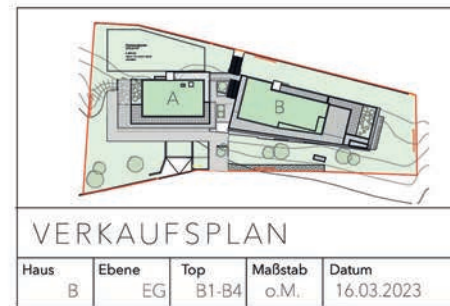 A
B
VERKAUFSPLAN
Haus Ebene Top Maßstab Datum
B EG B1-B4 o.M. 16.03.2023